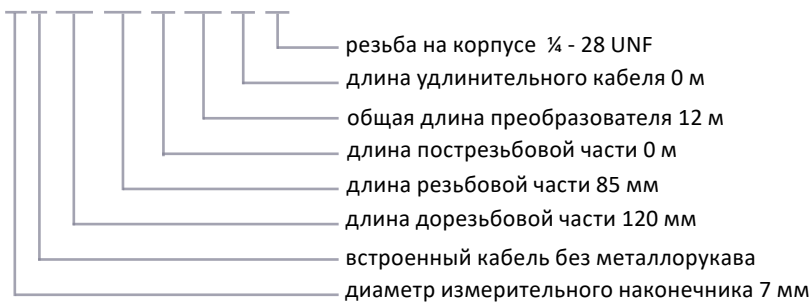 резьба на корпусе ¼ - 28 UNF
длина удлинительного кабеля 0 м
общая длина преобразователя 12 м
длина пострезьбовой части 0 м
длина резьбовой части 85 мм
длина дорезьбовой части 120 мм
встроенный кабель без металлорукава
диаметр измерительного наконечника 7 мм